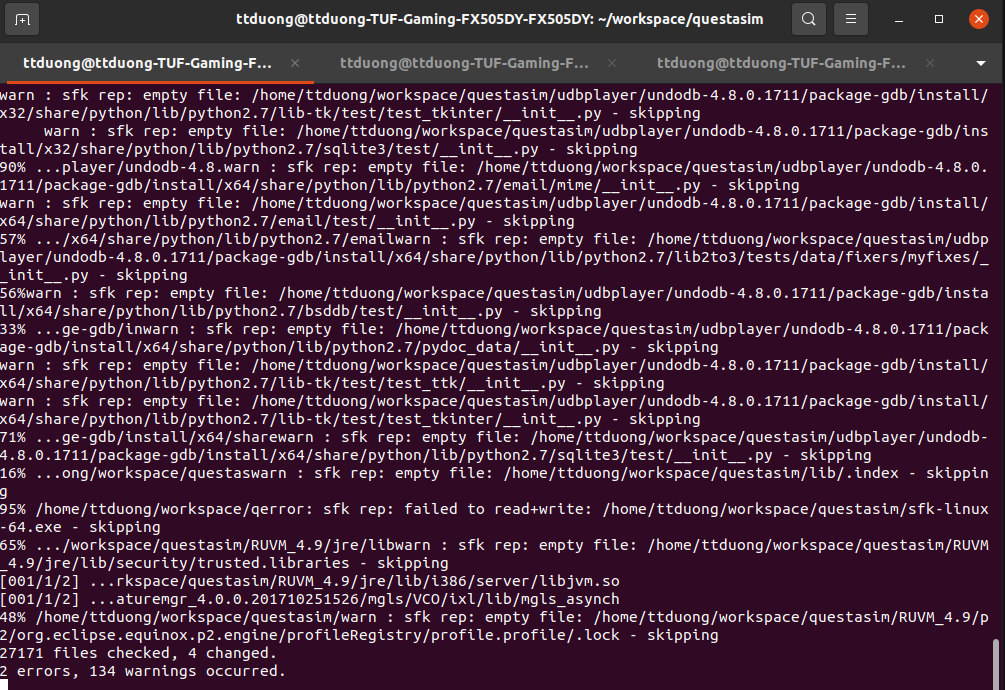 ttduong@ttduong-TUF-Gaming-FX505DY-FX505DY: ~/workspace/questasim
ttduong@ttduong-TUF-Gaming-F... × ttduong@ttduong-TUF-Gaming-F... × ttduong@ttduong-TUF-Gaming-F... ×
warn : sfk rep: empty file: /home/ttduong/workspace/questasim/udbplayer/undodb-4.8.0.1711/package-gdb/install/
x32/share/python/lib/python2.7/lib-tk/test/test_tkinter/__init__.py - skipping
     warn : sfk rep: empty file: /home/ttduong/workspace/questasim/udbplayer/undodb-4.8.0.1711/package-gdb/ins
tall/x32/share/python/lib/python2.7/sqlite3/test/__init__.py - skipping
90% ...player/undodb-4.8.warn : sfk rep: empty file: /home/ttduong/workspace/questasim/udbplayer/undodb-4.8.0.
1711/package-gdb/install/x64/share/python/lib/python2.7/email/mime/__init__.py - skipping
warn : sfk rep: empty file: /home/ttduong/workspace/questasim/udbplayer/undodb-4.8.0.1711/package-gdb/install/
x64/share/python/lib/python2.7/email/test/__init__.py - skipping
57% .../x64/share/python/lib/python2.7/emailwarn : sfk rep: empty file: /home/ttduong/workspace/questasim/udbp
layer/undodb-4.8.0.1711/package-gdb/install/x64/share/python/lib/python2.7/lib2to3/tests/data/fixers/myfixes/_
_init__.py - skipping
56%warn : sfk rep: empty file: /home/ttduong/workspace/questasim/udbplayer/undodb-4.8.0.1711/package-gdb/insta
ll/x64/share/python/lib/python2.7/bsddb/test/__init__.py - skipping
33% ...ge-gdb/inwarn : sfk rep: empty file: /home/ttduong/workspace/questasim/udbplayer/undodb-4.8.0.1711/pack
age-gdb/install/x64/share/python/lib/python2.7/pydoc_data/__init__.py - skipping
warn : sfk rep: empty file: /home/ttduong/workspace/questasim/udbplayer/undodb-4.8.0.1711/package-gdb/install/
x64/share/python/lib/python2.7/lib-tk/test/test_ttk/__init__.py - skipping
warn : sfk rep: empty file: /home/ttduong/workspace/questasim/udbplayer/undodb-4.8.0.1711/package-gdb/install/
x64/share/python/lib/python2.7/lib-tk/test/test_tkinter/__init__.py - skipping
71% ...ge-gdb/install/x64/sharewarn : sfk rep: empty file: /home/ttduong/workspace/questasim/udbplayer/undodb-
4.8.0.1711/package-gdb/install/x64/share/python/lib/python2.7/sqlite3/test/__init__.py - skipping
16% ...ong/workspace/questaswarn : sfk rep: empty file: /home/ttduong/workspace/questasim/lib/.index - skippin
g
95% /home/ttduong/workspace/qerror: sfk rep: failed to read+write: /home/ttduong/workspace/questasim/sfk-linux
-64.exe - skipping
65% .../workspace/questasim/RUVM_4.9/jre/libwarn : sfk rep: empty file: /home/ttduong/workspace/questasim/RUVM
_4.9/jre/lib/security/trusted.libraries - skipping
[001/1/2] ...rkspace/questasim/RUVM_4.9/jre/lib/i386/server/libjvm.so
[001/1/2] ...aturemgr_4.0.0.201710251526/mgls/VCO/ixl/lib/mgls_asynch
48% /home/ttduong/workspace/questasim/warn : sfk rep: empty file: /home/ttduong/workspace/questasim/RUVM_4.9/p
2/org.eclipse.equinox.p2.engine/profileRegistry/profile.profile/.lock - skipping
27171 files checked, 4 changed.
2 errors, 134 warnings occurred.